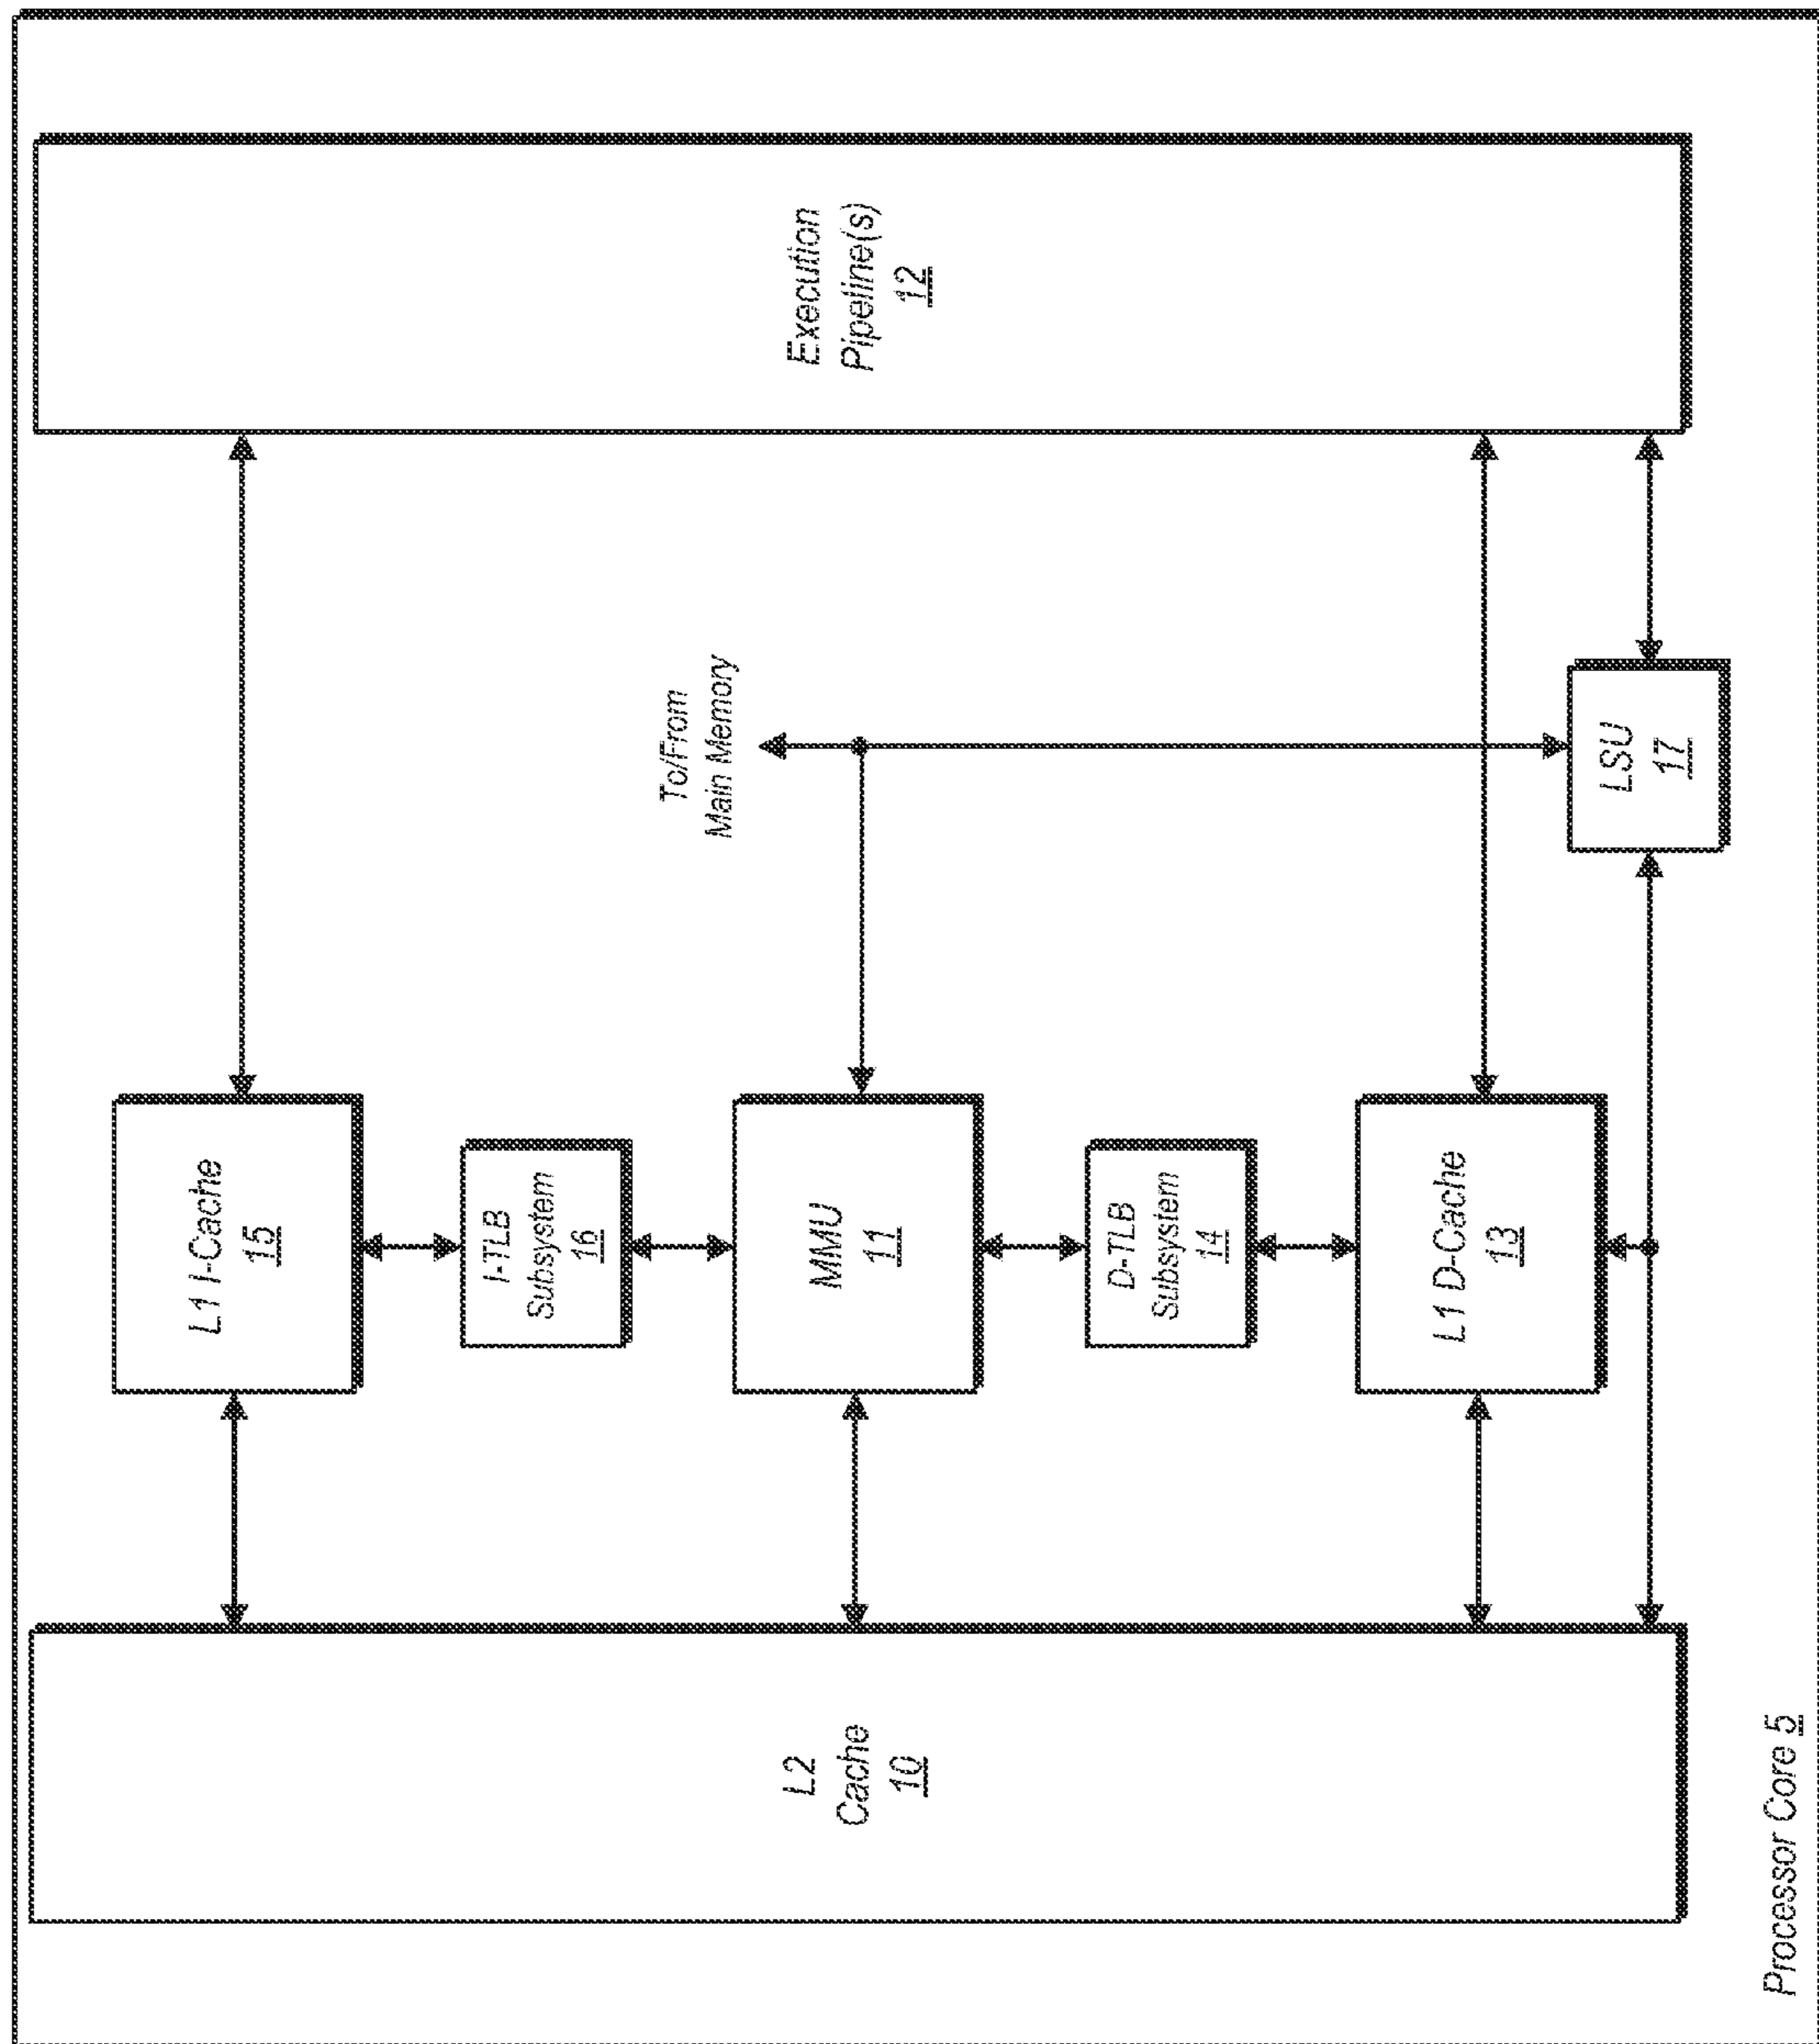 Execution
Pipeline(s)
12
To/From
Main Memory
LSU
17
L1 I-Cache
15
I-TLB
Subsystem
16
MMU
11
D-TLB
Subsystem
14
L1 D-Cache
13
L2
Cache
10
Processor Core 5